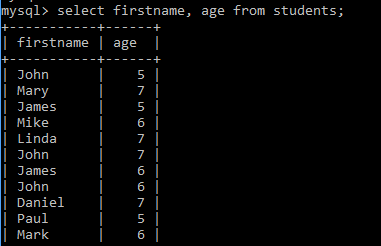 mysql> select firstname, age from students;
+-----------+------+
| firstname | age  |
+-----------+------+
| John      |    5 |
| Mary      |    7 |
| James     |    5 |
| Mike      |    6 |
| Linda     |    7 |
| John      |    7 |
| James     |    6 |
| John      |    6 |
| Daniel    |    7 |
| Paul      |    5 |
| Mark      |    6 |